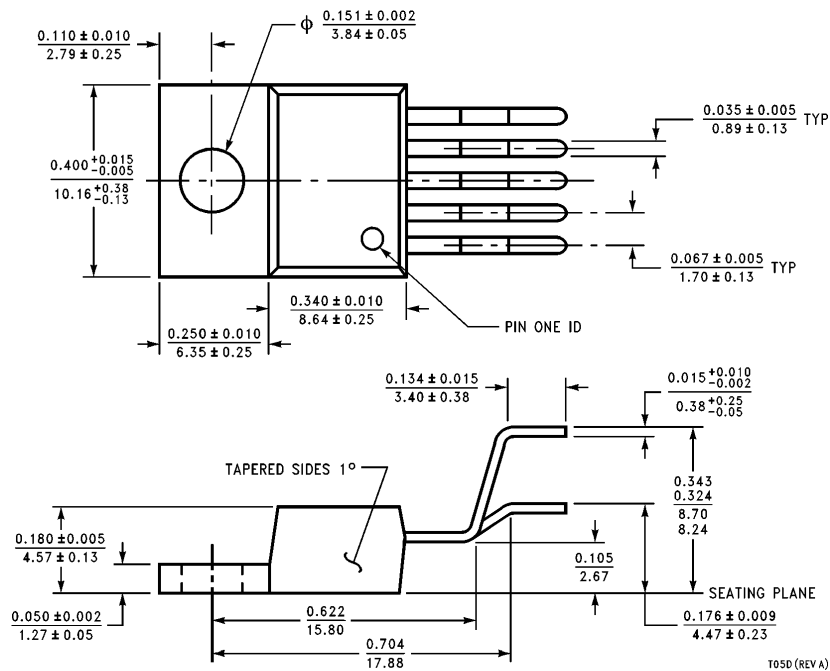 0.110 ± 0.010
2.79 ± 0.25
ϕ 0.151 ± 0.002
3.84 ± 0.05
0.035 ± 0.005
0.89 ± 0.13 TYP
0.400 +0.015 -0.005
10.16 +0.38 -0.13
0.067 ± 0.005
1.70 ± 0.13 TYP
0.340 ± 0.010
8.64 ± 0.25
0.250 ± 0.010
6.35 ± 0.25
PIN ONE ID
0.134 ± 0.015
3.40 ± 0.38
0.015 +0.010 -0.002
0.38 +0.25 -0.05
TAPERED SIDES 1°
0.343
0.324
8.70
8.24
0.180 ± 0.005
4.57 ± 0.13
0.105
2.67
SEATING PLANE
0.050 ± 0.002
1.27 ± 0.05
0.622
15.80
0.176 ± 0.009
4.47 ± 0.23
0.704
17.88
T05D (REV A)